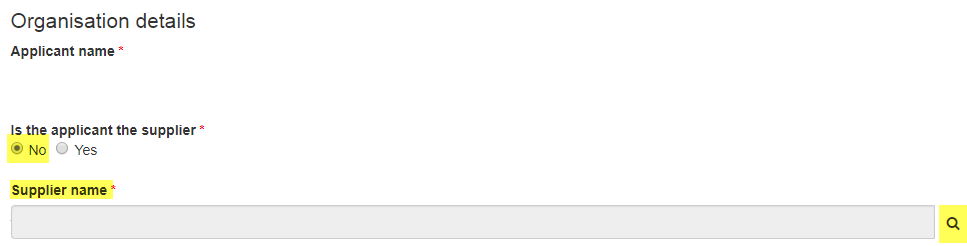 Organisation details
Applicant name *
Is the applicant the supplier *
No Yes
Supplier name *